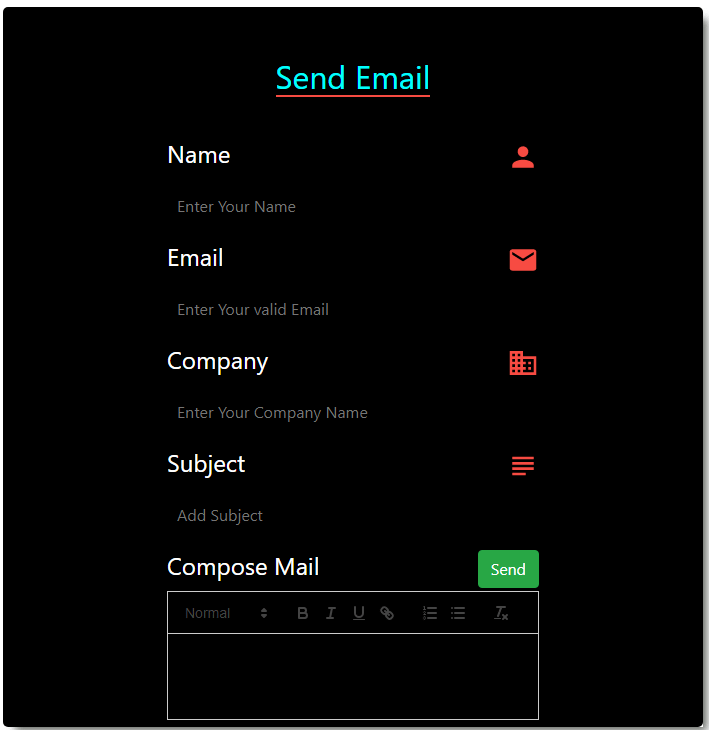 Send Email
Name
Enter Your Name
Email
Enter Your valid Email
Company
Enter Your Company Name
Subject
Add Subject
Compose Mail
Send
Normal
B I U